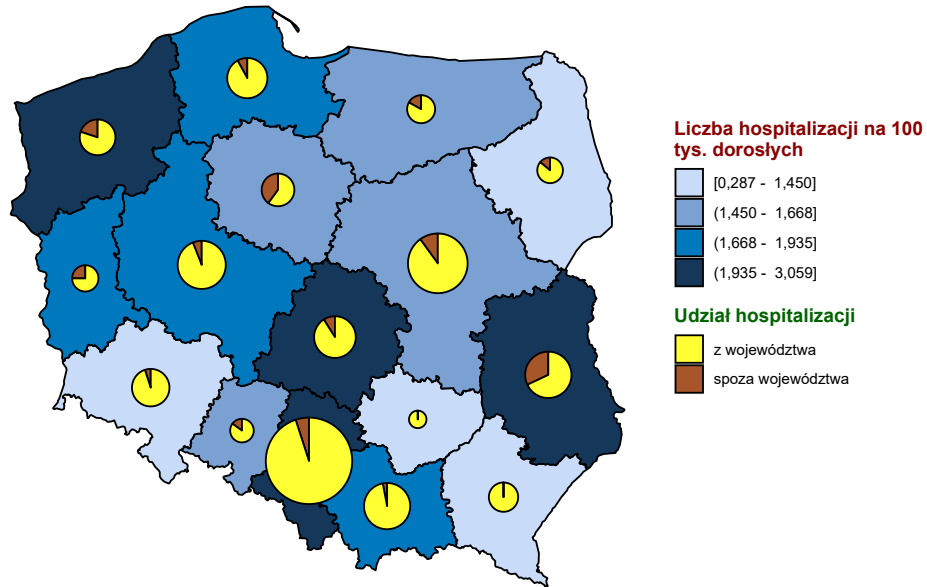 Liczba hospitalizacji na 100
tys. dorosłych
[0,287 - 1,450]
(1,450 - 1,668]
(1,668 - 1,935]
(1,935 - 3,059]
Udział hospitalizacji
z województwa
spoza województwa